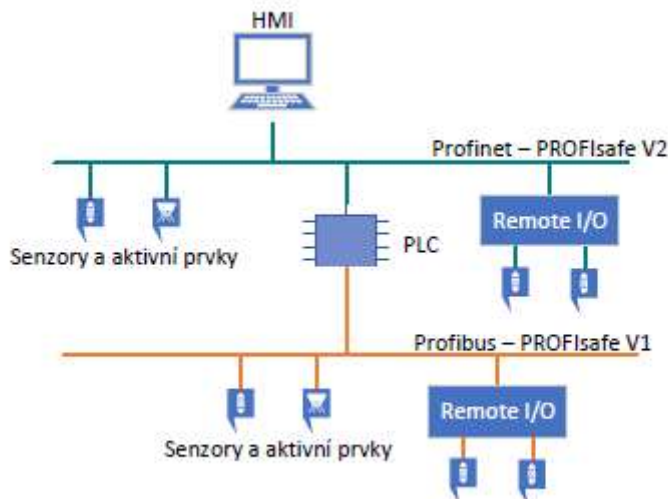 HMI
Profinet – PROFIsafe V2
Remote I/O
Senzory a aktivní prvky
PLC
Profibus – PROFIsafe V1
Remote I/O
Senzory a aktivní prvky